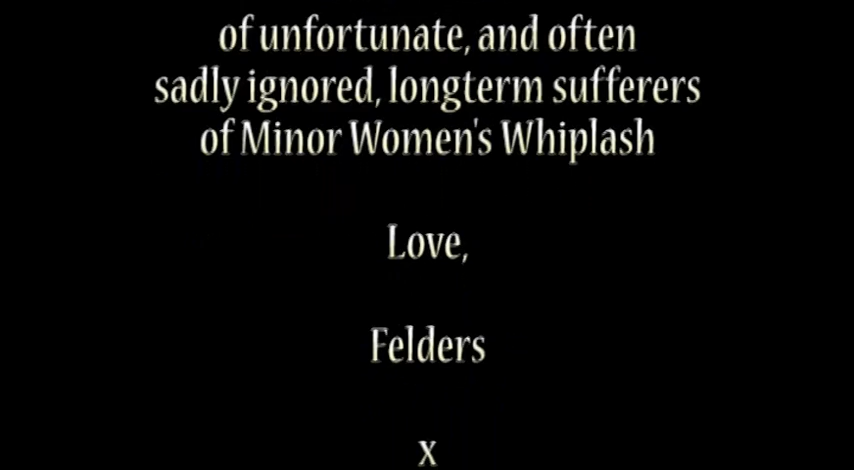 of unfortunate, and often
sadly ignored, longterm sufferers
of Minor Women's Whiplash
Love,
Felders
x